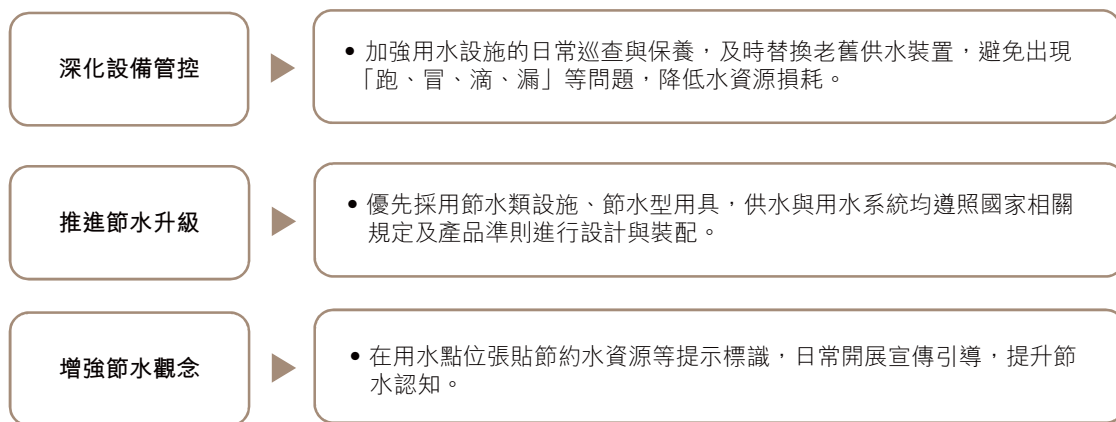 深化設備管控
• 加強用水設施的日常巡查與保養，及時替換老舊供水裝置，避免出現
「跑、冒、滴、漏」等問題，降低水資源損耗。
推進節水升級
• 優先採用節水類設施、節水型用具，供水與用水系統均遵照國家相關
規定及產品準則進行設計與裝配。
增強節水觀念
• 在用水點位張貼節約水資源等提示標識，日常開展宣傳引導，提升節
水認知。